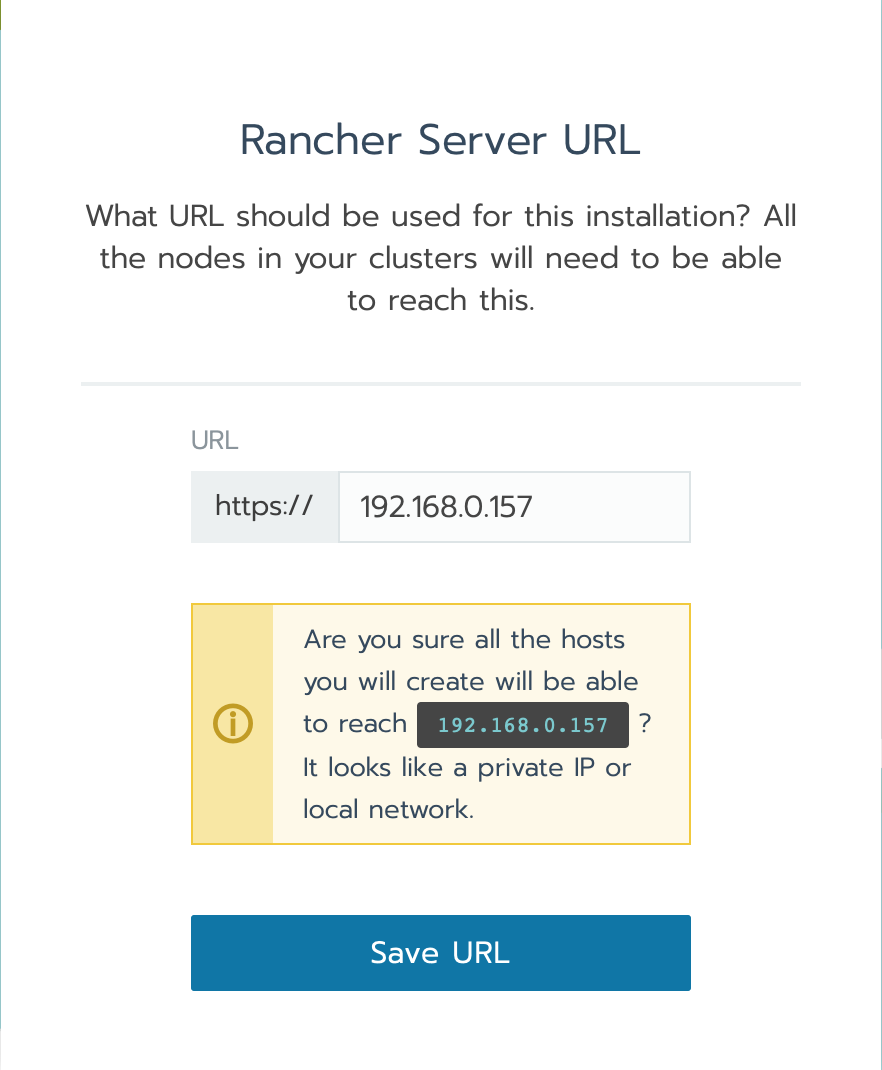 Rancher Server URL
What URL should be used for this installation? All
the nodes in your clusters will need to be able
to reach this.
URL
https:// 192.168.0.157
Are you sure all the hosts
you will create will be able
to reach 192.168.0.157 ?
It looks like a private IP or
local network.
Save URL